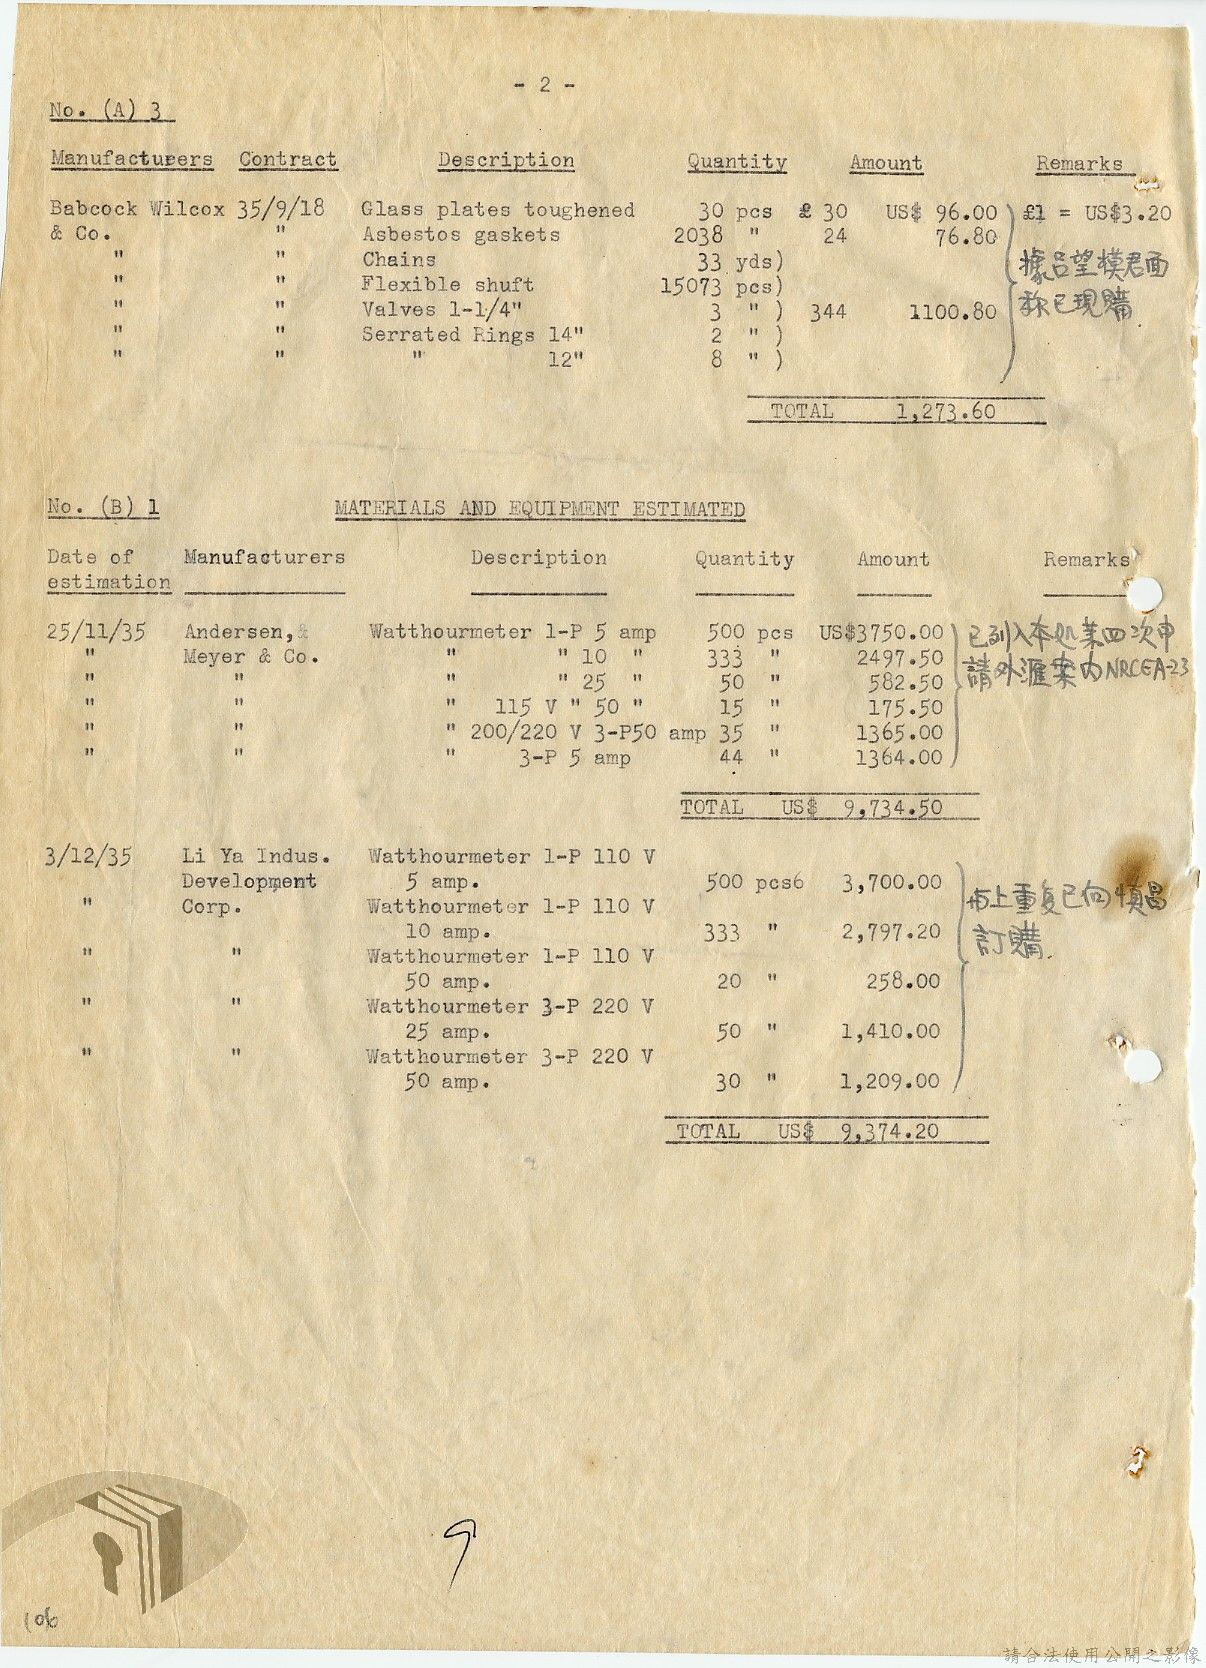 - 2 -
No. (A) 3
Manufacturers Contract Description Quantity Amount Remarks
Babcock Wilcox 35/9/18 Glass plates toughened 30 pcs £ 30 US$ 96.00 £1 = US$3.20
& Co. " Asbestos gaskets 2038 " 24 76.80
" " Chains 33 yds)
據呂望模君面
" " Flexible shuft 15073 pcs)
称已現購
" " Valves 1-1/4" 3 " ) 344 1100.80
" " Serrated Rings 14" 2 " )
" " " 12" 8 " )
TOTAL 1,273.60
No. (B) 1 MATERIALS AND EQUIPMENT ESTIMATED
Date of Manufacturers Description Quantity Amount Remarks
estimation
25/11/35 Andersen,& Watthourmeter 1-P 5 amp 500 pcs US$3750.00 已列入本处第四次申
" Meyer & Co. " " 10 " 333 " 2497.50 請外滙案內NRCEA-23
" " " " 25 " 50 " 582.50
" " " 115 V " 50 " 15 " 175.50
" " " 200/220 V 3-P50 amp 35 " 1365.00
" " " 3-P 5 amp 44 " 1364.00
TOTAL US$ 9,734.50
3/12/35 Li Ya Indus. Watthourmeter 1-P 110 V
Development 5 amp. 500 pcs6 3,700.00
与上重复已向慎昌
" Corp. Watthourmeter 1-P 110 V
10 amp. 333 " 2,797.20
訂購.
" " Watthourmeter 1-P 110 V
50 amp. 20 " 258.00
" " Watthourmeter 3-P 220 V
25 amp. 50 " 1,410.00
" " Watthourmeter 3-P 220 V
50 amp. 30 " 1,209.00
TOTAL US$ 9,374.20
9
106
請合法使用公開之影像